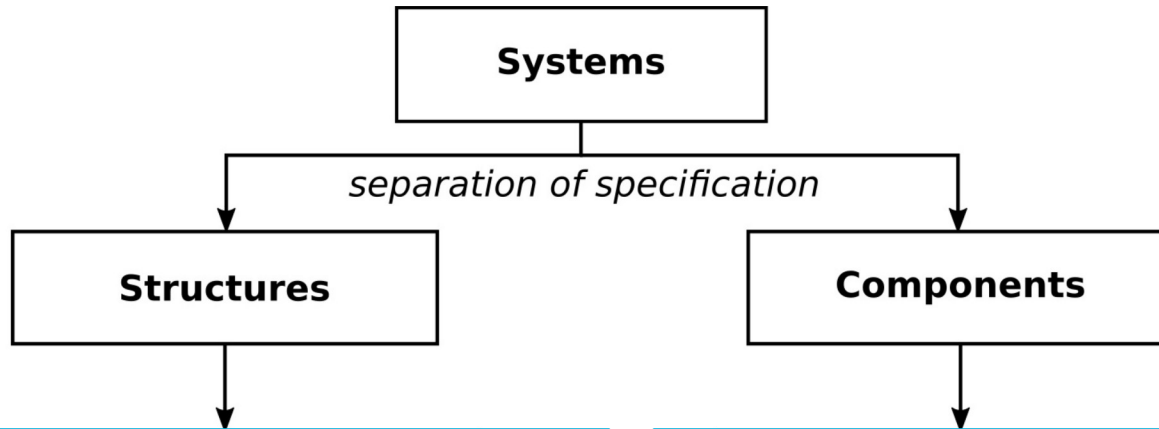 Systems
separation of specification
Structures
Components